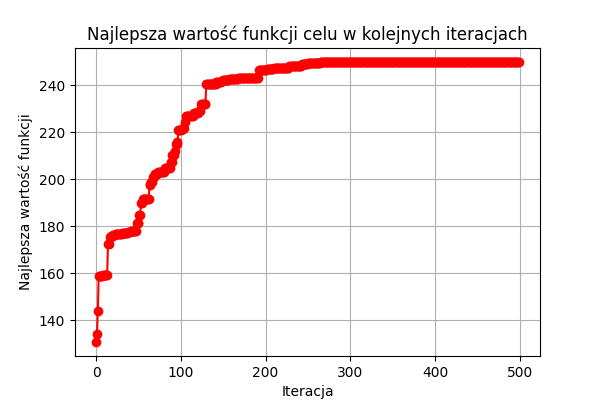 Najlepsza wartość funkcji celu w kolejnych iteracjach
Najlepsza wartość funkcji
240
220
200
180
160
140
0 100 200 300 400 500
Iteracja